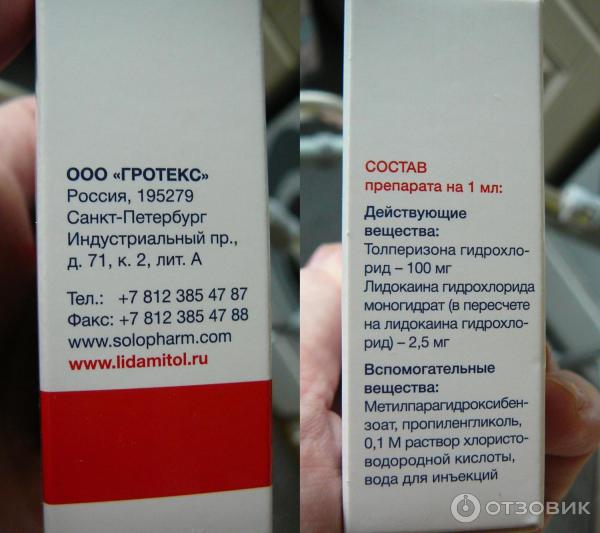 ООО «ГРОТЕКС»
Россия, 195279
Санкт-Петербург
Индустриальный пр.,
д. 71, к. 2, лит. А
Тел.: +7 812 385 47 87
Факс: +7 812 385 47 88
www.solopharm.com
www.lidamitol.ru
СОСТАВ
препарата на 1 мл:
Действующие
вещества:
Толперизона гидрохло-
рид – 100 мг
Лидокаина гидрохлорида
моногидрат (в пересчете
на лидокаина гидрохло-
рид) – 2,5 мг
Вспомогательные
вещества:
Метилпарагидроксибен-
зоат, пропиленгликоль,
0,1 М раствор хлористо-
водородной кислоты,
вода для инъекций
ОТЗОВИК